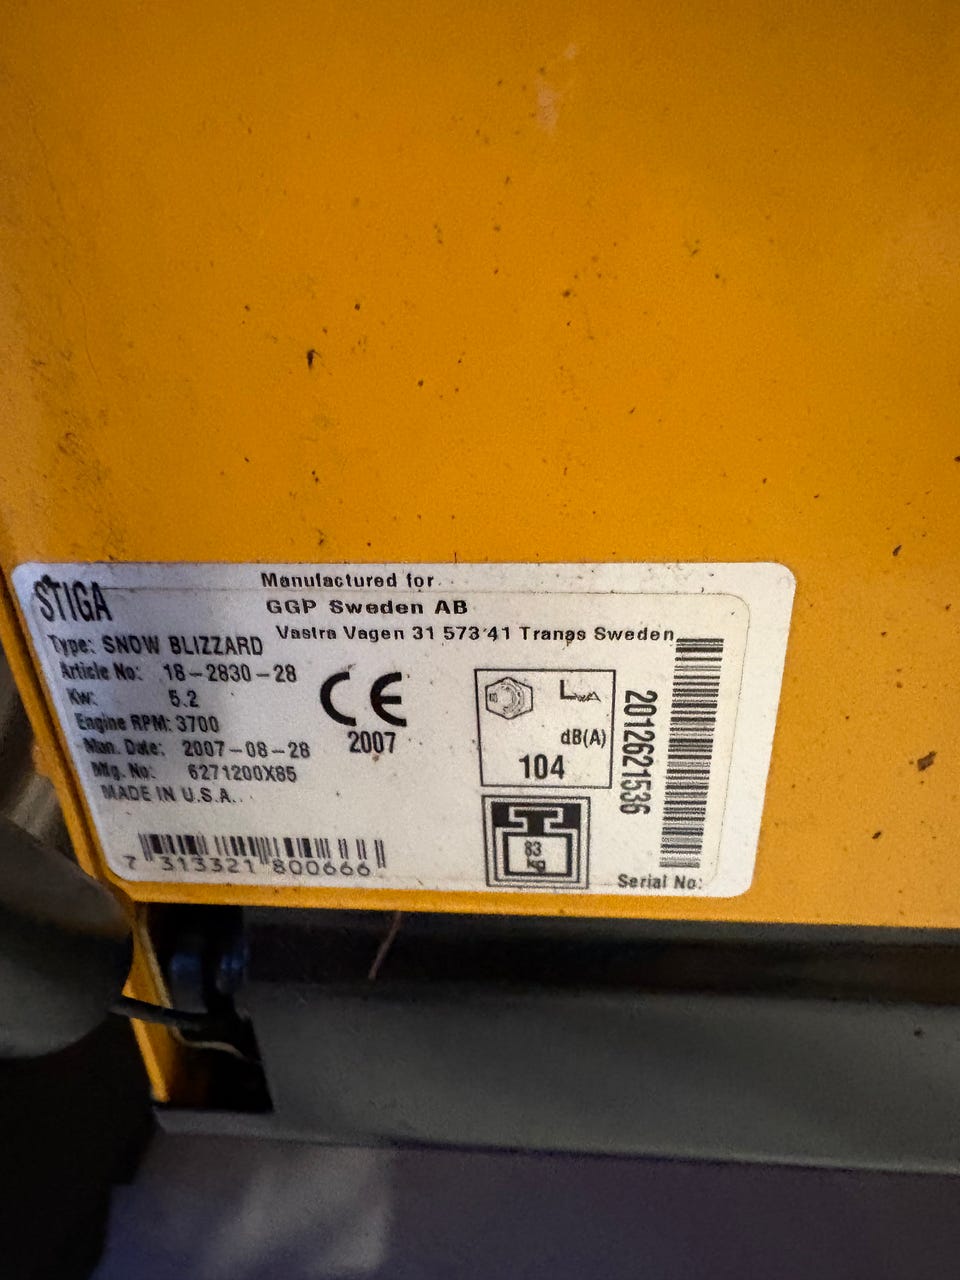 STIGA
Manufactured for
GGP Sweden AB
Vastra Vagen 31 573 41 Tranas Sweden
Type: SNOW BLIZZARD
Article No: 18-2830-28
Kw: 5.2
Engine RPM: 3700
Man. Date: 2007-08-28
Mfg. No: 6271200X85
MADE IN U.S.A.
7 313321 800666
CE
2007
LWA
dB(A)
104
83
kg
2012621536
Serial No: